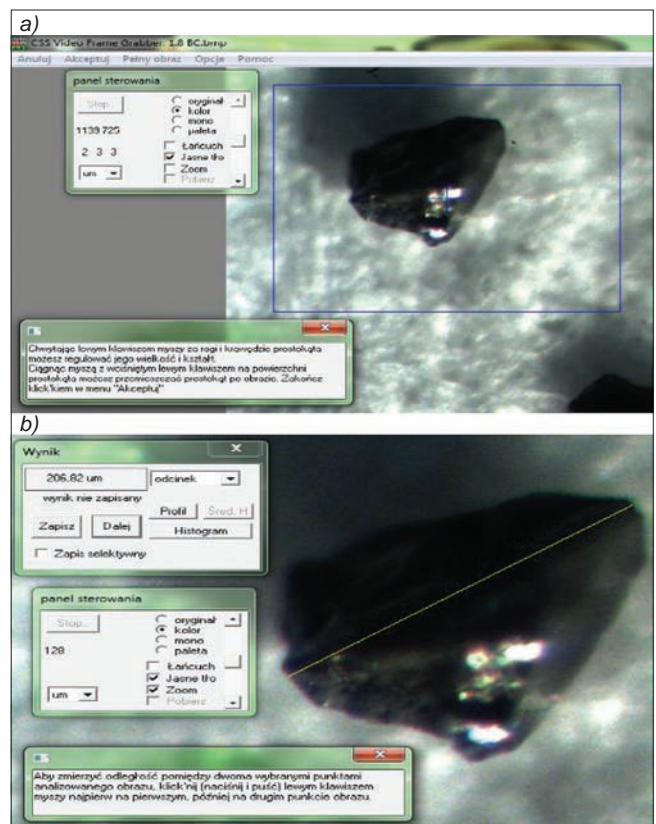 a)
CSS Video Frame Grabber: 1.8 BC.bmp
Anuluj Akceptuj Pełny obraz Opcje Pomoc
panel sterowania
Stop
oryginał
kolor
1139 725
mono
paleta
2 3 3
Łańcuch
Jasne tło
um
Zoom
Pobierz
Chwytając lewym klawiszem myszy za rogi i krawędzie prostokąta
możesz regulować jego wielkość i kształt.
Ciągnąc myszą z wciśniętym lewym klawiszem na powierzchni
prostokąta możesz przemieszczać prostokąt po obrazie. Zakończ
klick'iem w menu "Akceptuj"
b)
Wynik
206.82 um
odcinek
wynik nie zapisany
Profil Śred. H
Zapisz Dalej
Histogram
Zapis selektywny
panel sterowania
Stop..
oryginał
kolor
128
mono
paleta
Łańcuch
Jasne tło
um
Zoom
Pobierz
Aby zmierzyć odległość pomiędzy dwoma wybranymi punktami
analizowanego obrazu, klick'nij (naciśnij i puść) lewym klawiszem
myszy najpierw na pierwszym, później na drugim punkcie obrazu.